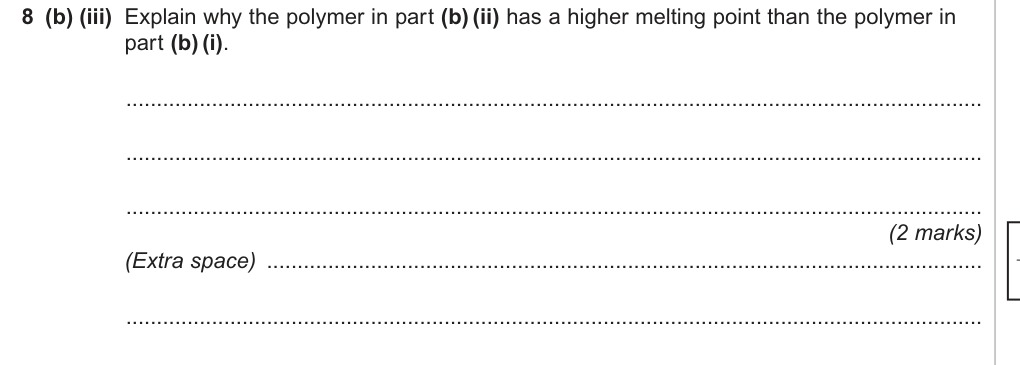 8 (b) (iii) Explain why the polymer in part (b) (ii) has a higher melting point than the polymer in
part (b) (i).
................................................................................
................................................................................
................................................................................
(2 marks)
(Extra space) ................................................................................
................................................................................